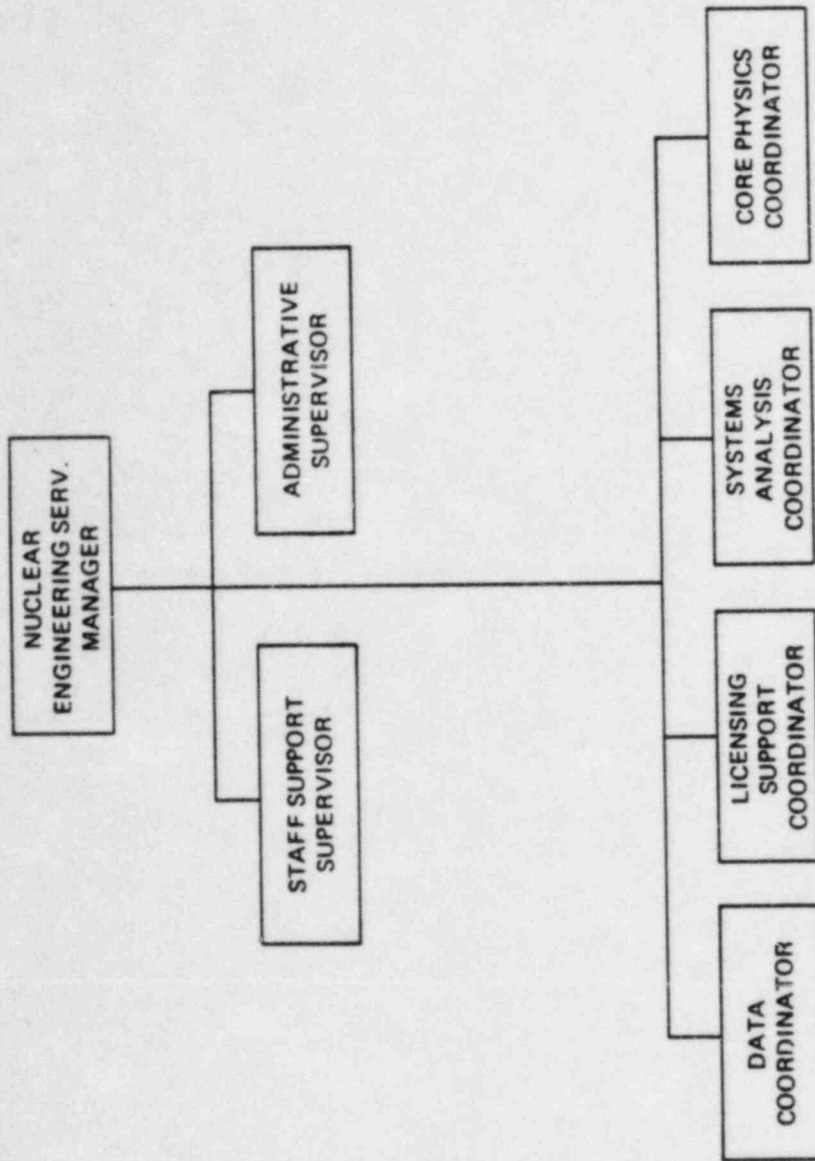 NUCLEAR
ENGINEERING SERV.
MANAGER
STAFF SUPPORT
SUPERVISOR
ADMINISTRATIVE
SUPERVISOR
DATA
COORDINATOR
LICENSING
SUPPORT
COORDINATOR
SYSTEMS
ANALYSIS
COORDINATOR
CORE PHYSICS
COORDINATOR